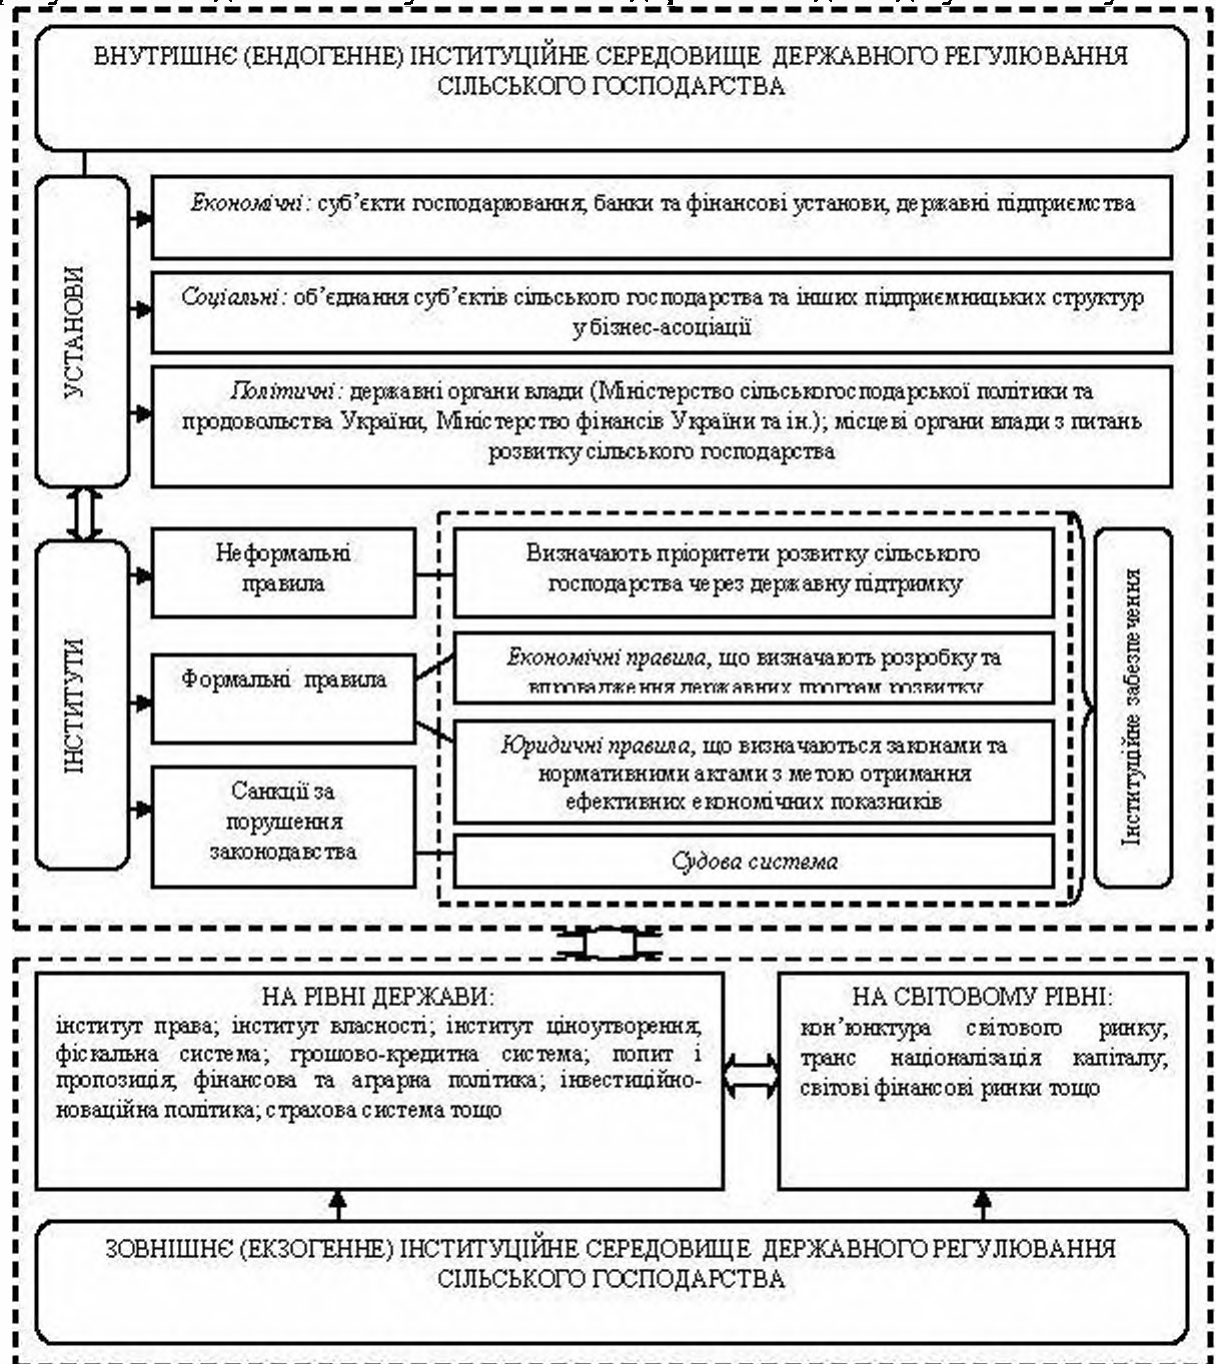 ВНУТРІШНЄ (ЕНДОГЕННЕ) ІНСТИТУЦІЙНЕ СЕРЕДОВИЩЕ ДЕРЖАВНОГО РЕГУЛЮВАННЯ
СІЛЬСЬКОГО ГОСПОДАРСТВА
УСТАНОВИ
Економічні: суб’єкти господарювання, банки та фінансові установи, державні підприємства
Соціальні: об’єднання суб’єктів сільського господарства та інших підприємницьких структур
у бізнес-асоціації
Політичні: державні органи влади (Міністерство сільськогосподарської політики та
продовольства України, Міністерство фінансів України та ін.); місцеві органи влади з питань
розвитку сільського господарства
ІНСТИТУТИ
Неформальні
правила
Визначають пріоритети розвитку сільського
господарства через державну підтримку
Формальні правила
Економічні правила, що визначають розробку та
впровадження державних програм розвитку
Юридичні правила, що визначаються законами та
нормативними актами з метою отримання
ефективних економічних показників
Санкції за
порушення
законодавства
Судова система
Інституційне забезпечення
НА РІВНІ ДЕРЖАВИ:
інститут права; інститут власності; інститут ціноутворення;
фіскальна система; грошово-кредитна система; попит і
пропозиція; фінансова та аграрна політика; інвестиційно-
новаційна політика; страхова система тощо
НА СВІТОВОМУ РІВНІ:
кон’юнктура світового ринку;
транс націоналізація капіталу;
світові фінансові ринки тощо
ЗОВНІШНЄ (ЕКЗОГЕННЕ) ІНСТИТУЦІЙНЕ СЕРЕДОВИЩЕ ДЕРЖАВНОГО РЕГУЛЮВАННЯ
СІЛЬСЬКОГО ГОСПОДАРСТВА